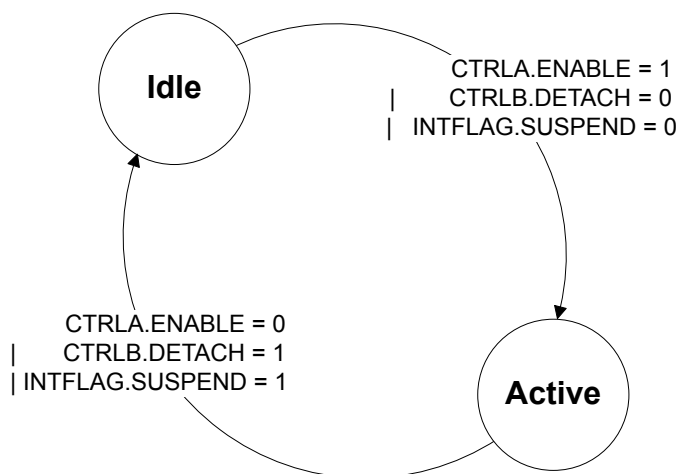 Idle
CTRLA.ENABLE = 1
| CTRLB.DETACH = 0
| INTFLAG.SUSPEND = 0
CTRLA.ENABLE = 0
| CTRLB.DETACH = 1
| INTFLAG.SUSPEND = 1
Active